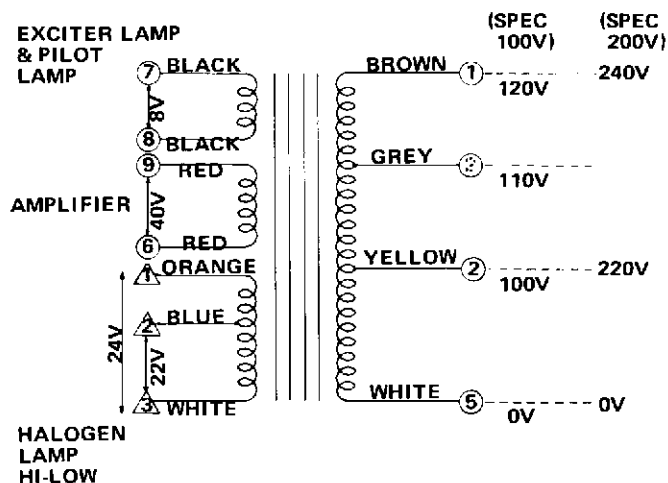 EXCITER LAMP
& PILOT
LAMP
(SPEC
100V)
(SPEC
200V)
7 BLACK
8V
8 BLACK
9 RED
AMPLIFIER
40V
6 RED
1 ORANGE
24V
2 BLUE
22V
3 WHITE
HALOGEN
LAMP
HI-LOW
BROWN 1 120V 240V
GREY 110V
YELLOW 2 100V 220V
WHITE 5 0V 0V